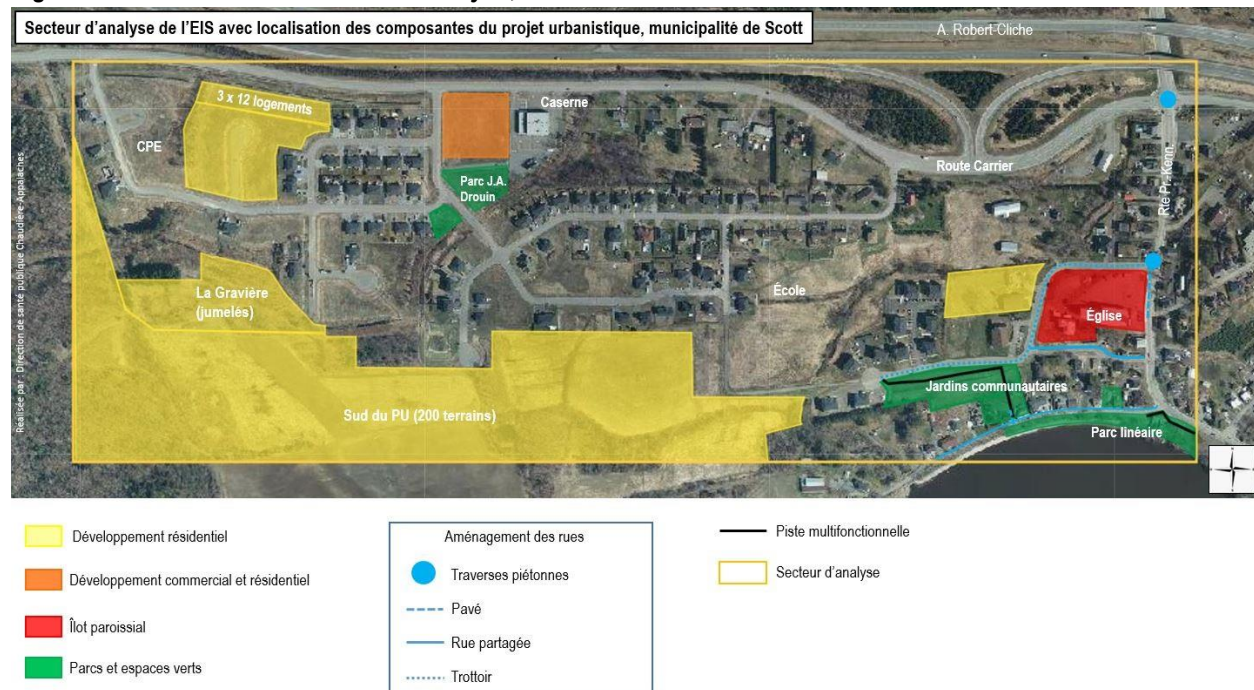 Secteur d'analyse de l'EIS avec localisation des composantes du projet urbanistique, municipalité de Scott
A. Robert-Cliche
3 x 12 logements
Caserne
CPE
Route Carrier
Parc J.A.
Drouin
Rte Pr.-Kenn.
La Gravière
(jumelés)
École
Église
Jardins communautaires
Sud du PU (200 terrains)
Parc linéaire
Réalisée par : Direction de santé publique Chaudière Appalaches
Développement résidentiel
Développement commercial et résidentiel
Îlot paroissial
Parcs et espaces verts
Aménagement des rues
Traverses piétonnes
Pavé
Rue partagée
Trottoir
Piste multifonctionnelle
Secteur d'analyse